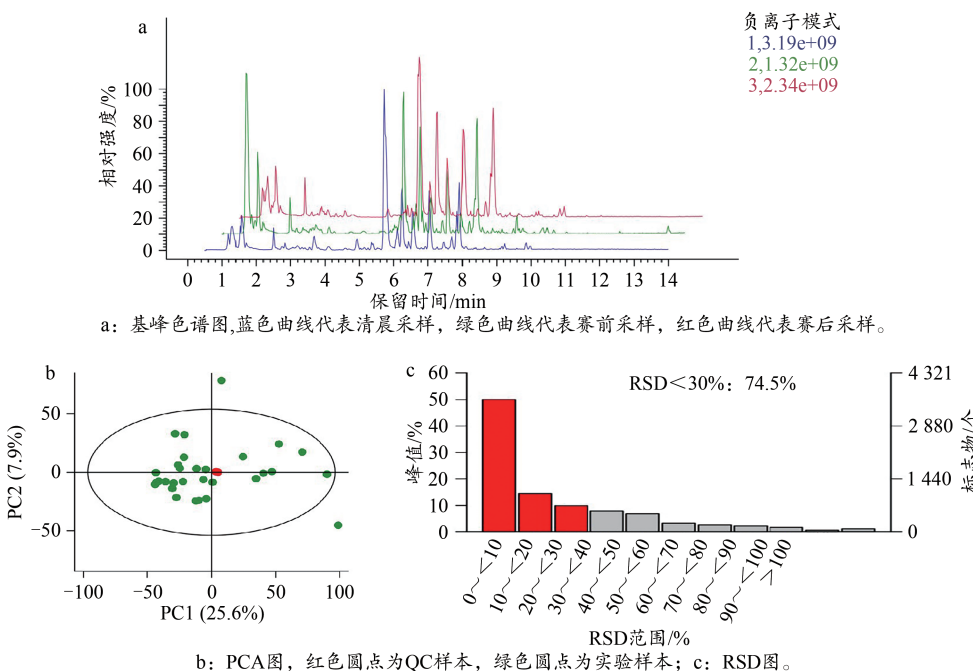 a
负离子模式
1,3.19e+09
2,1.32e+09
3,2.34e+09
相对强度/%
100
80
60
40
20
0
0 1 2 3 4 5 6 7 8 9 10 11 12 13 14
保留时间/min
a：基峰色谱图,蓝色曲线代表清晨采样，绿色曲线代表赛前采样，红色曲线代表赛后采样。
b
PC2 (7.9%)
50
0
−50
−100 −50 0 50 100
PC1 (25.6%)
c
RSD＜30%：74.5%
峰值/%
60
50
40
30
20
10
0
4 321
2 880
1 440
0
标志物/个
0～＜10
10～＜20
20～＜30
30～＜40
40～＜50
50～＜60
60～＜70
70～＜80
80～＜90
90～＜100
＞100
RSD范围/%
b：PCA图，红色圆点为QC样本，绿色圆点为实验样本；c：RSD图。